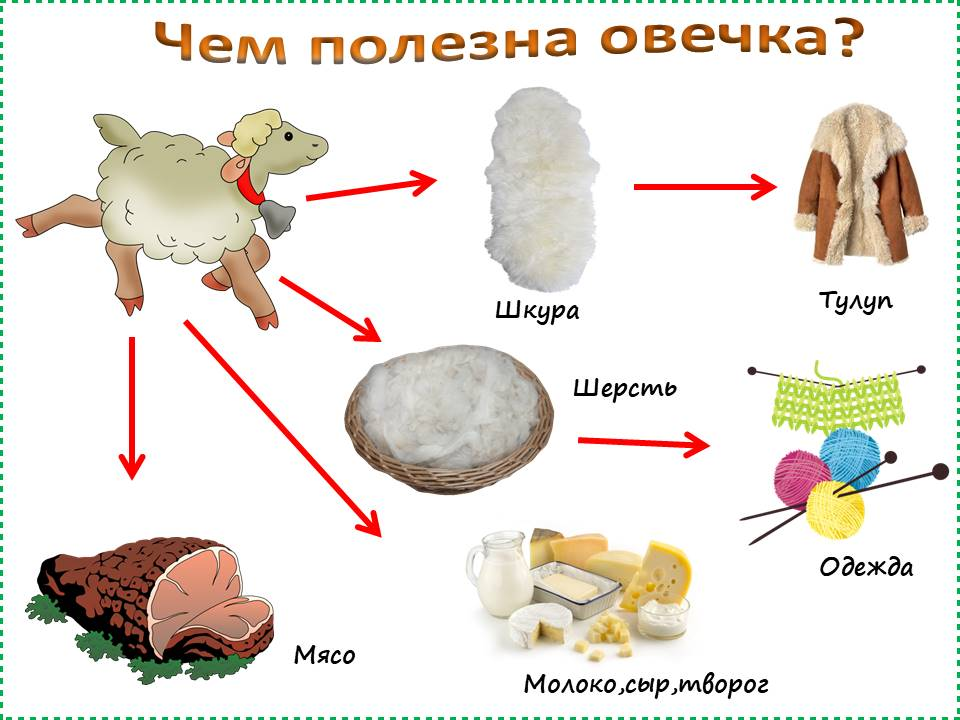 Чем полезна овечка?
Шкура
Тулуп
Шерсть
Одежда
Мясо
Молоко,сыр,творог